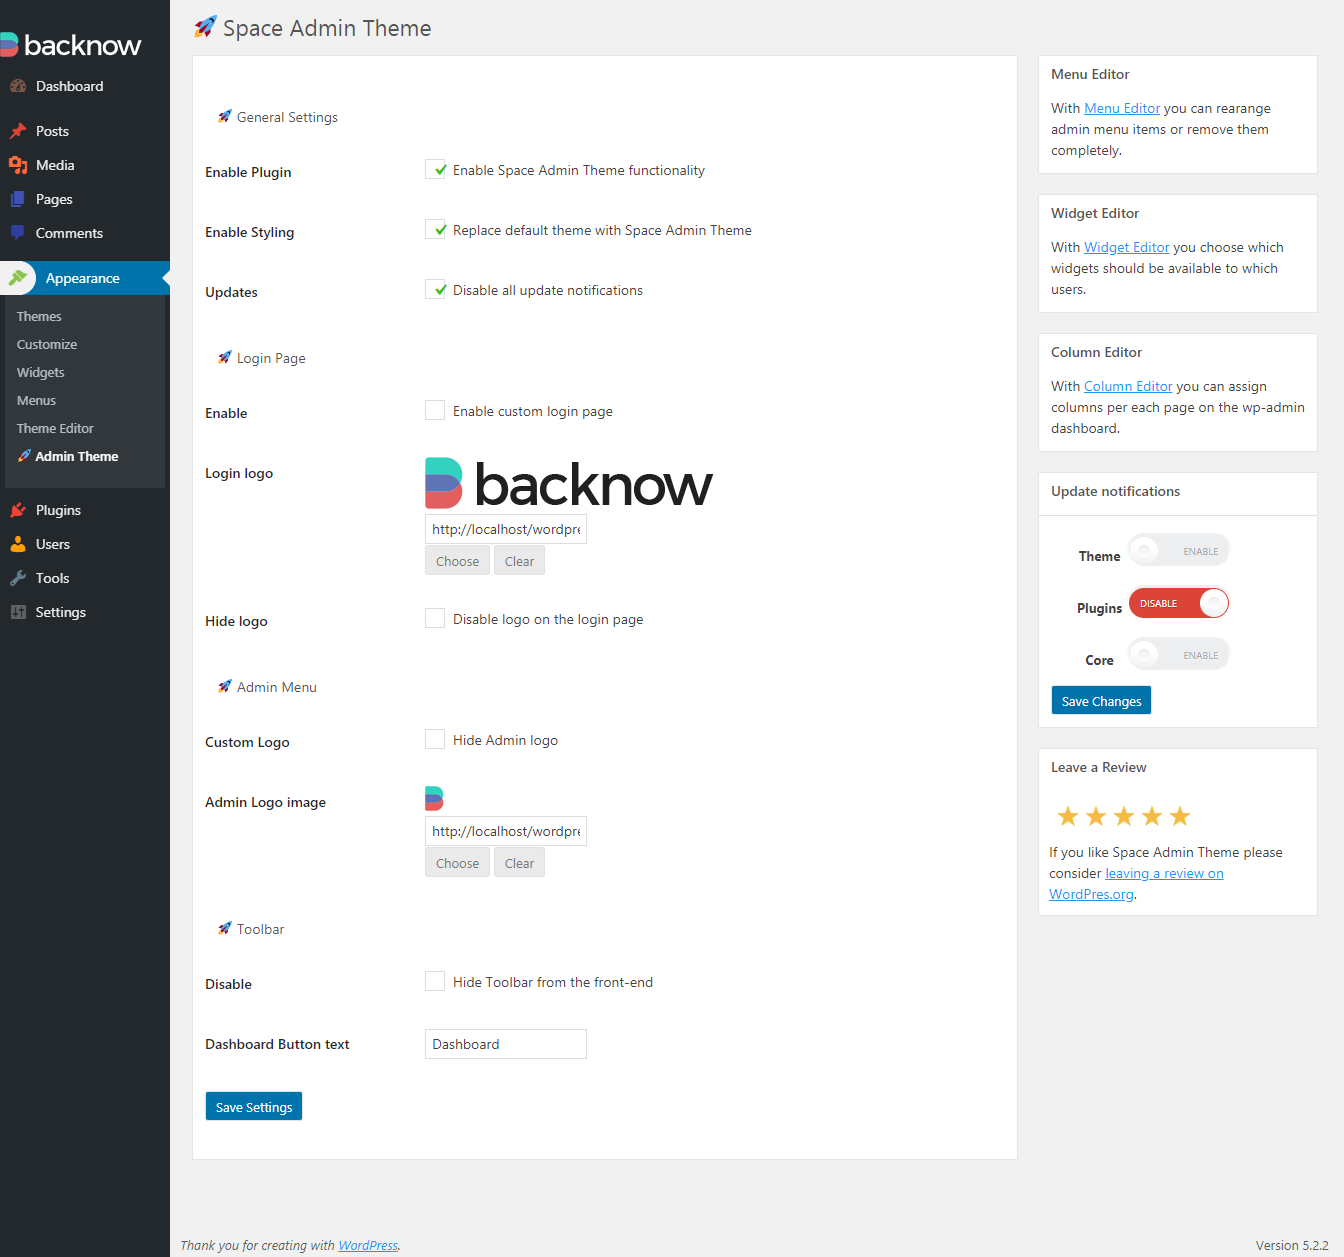 backnow
Dashboard
Posts
Media
Pages
Comments
Appearance
Themes
Customize
Widgets
Menus
Theme Editor
Admin Theme
Plugins
Users
Tools
Settings
Space Admin Theme
General Settings
Enable Plugin
Enable Space Admin Theme functionality
Enable Styling
Replace default theme with Space Admin Theme
Updates
Disable all update notifications
Login Page
Enable
Enable custom login page
Login logo
backnow
http://localhost/wordpre
Choose
Clear
Hide logo
Disable logo on the login page
Admin Menu
Custom Logo
Hide Admin logo
Admin Logo image
http://localhost/wordpre
Choose
Clear
Toolbar
Disable
Hide Toolbar from the front-end
Dashboard Button text
Dashboard
Save Settings
Menu Editor
With Menu Editor you can rearange
admin menu items or remove them
completely.
Widget Editor
With Widget Editor you choose which
widgets should be available to which
users.
Column Editor
With Column Editor you can assign
columns per each page on the wp-admin
dashboard.
Update notifications
Theme
ENABLE
Plugins
DISABLE
Core
ENABLE
Save Changes
Leave a Review
If you like Space Admin Theme please
consider leaving a review on
WordPres.org.
Thank you for creating with WordPress.
Version 5.2.2